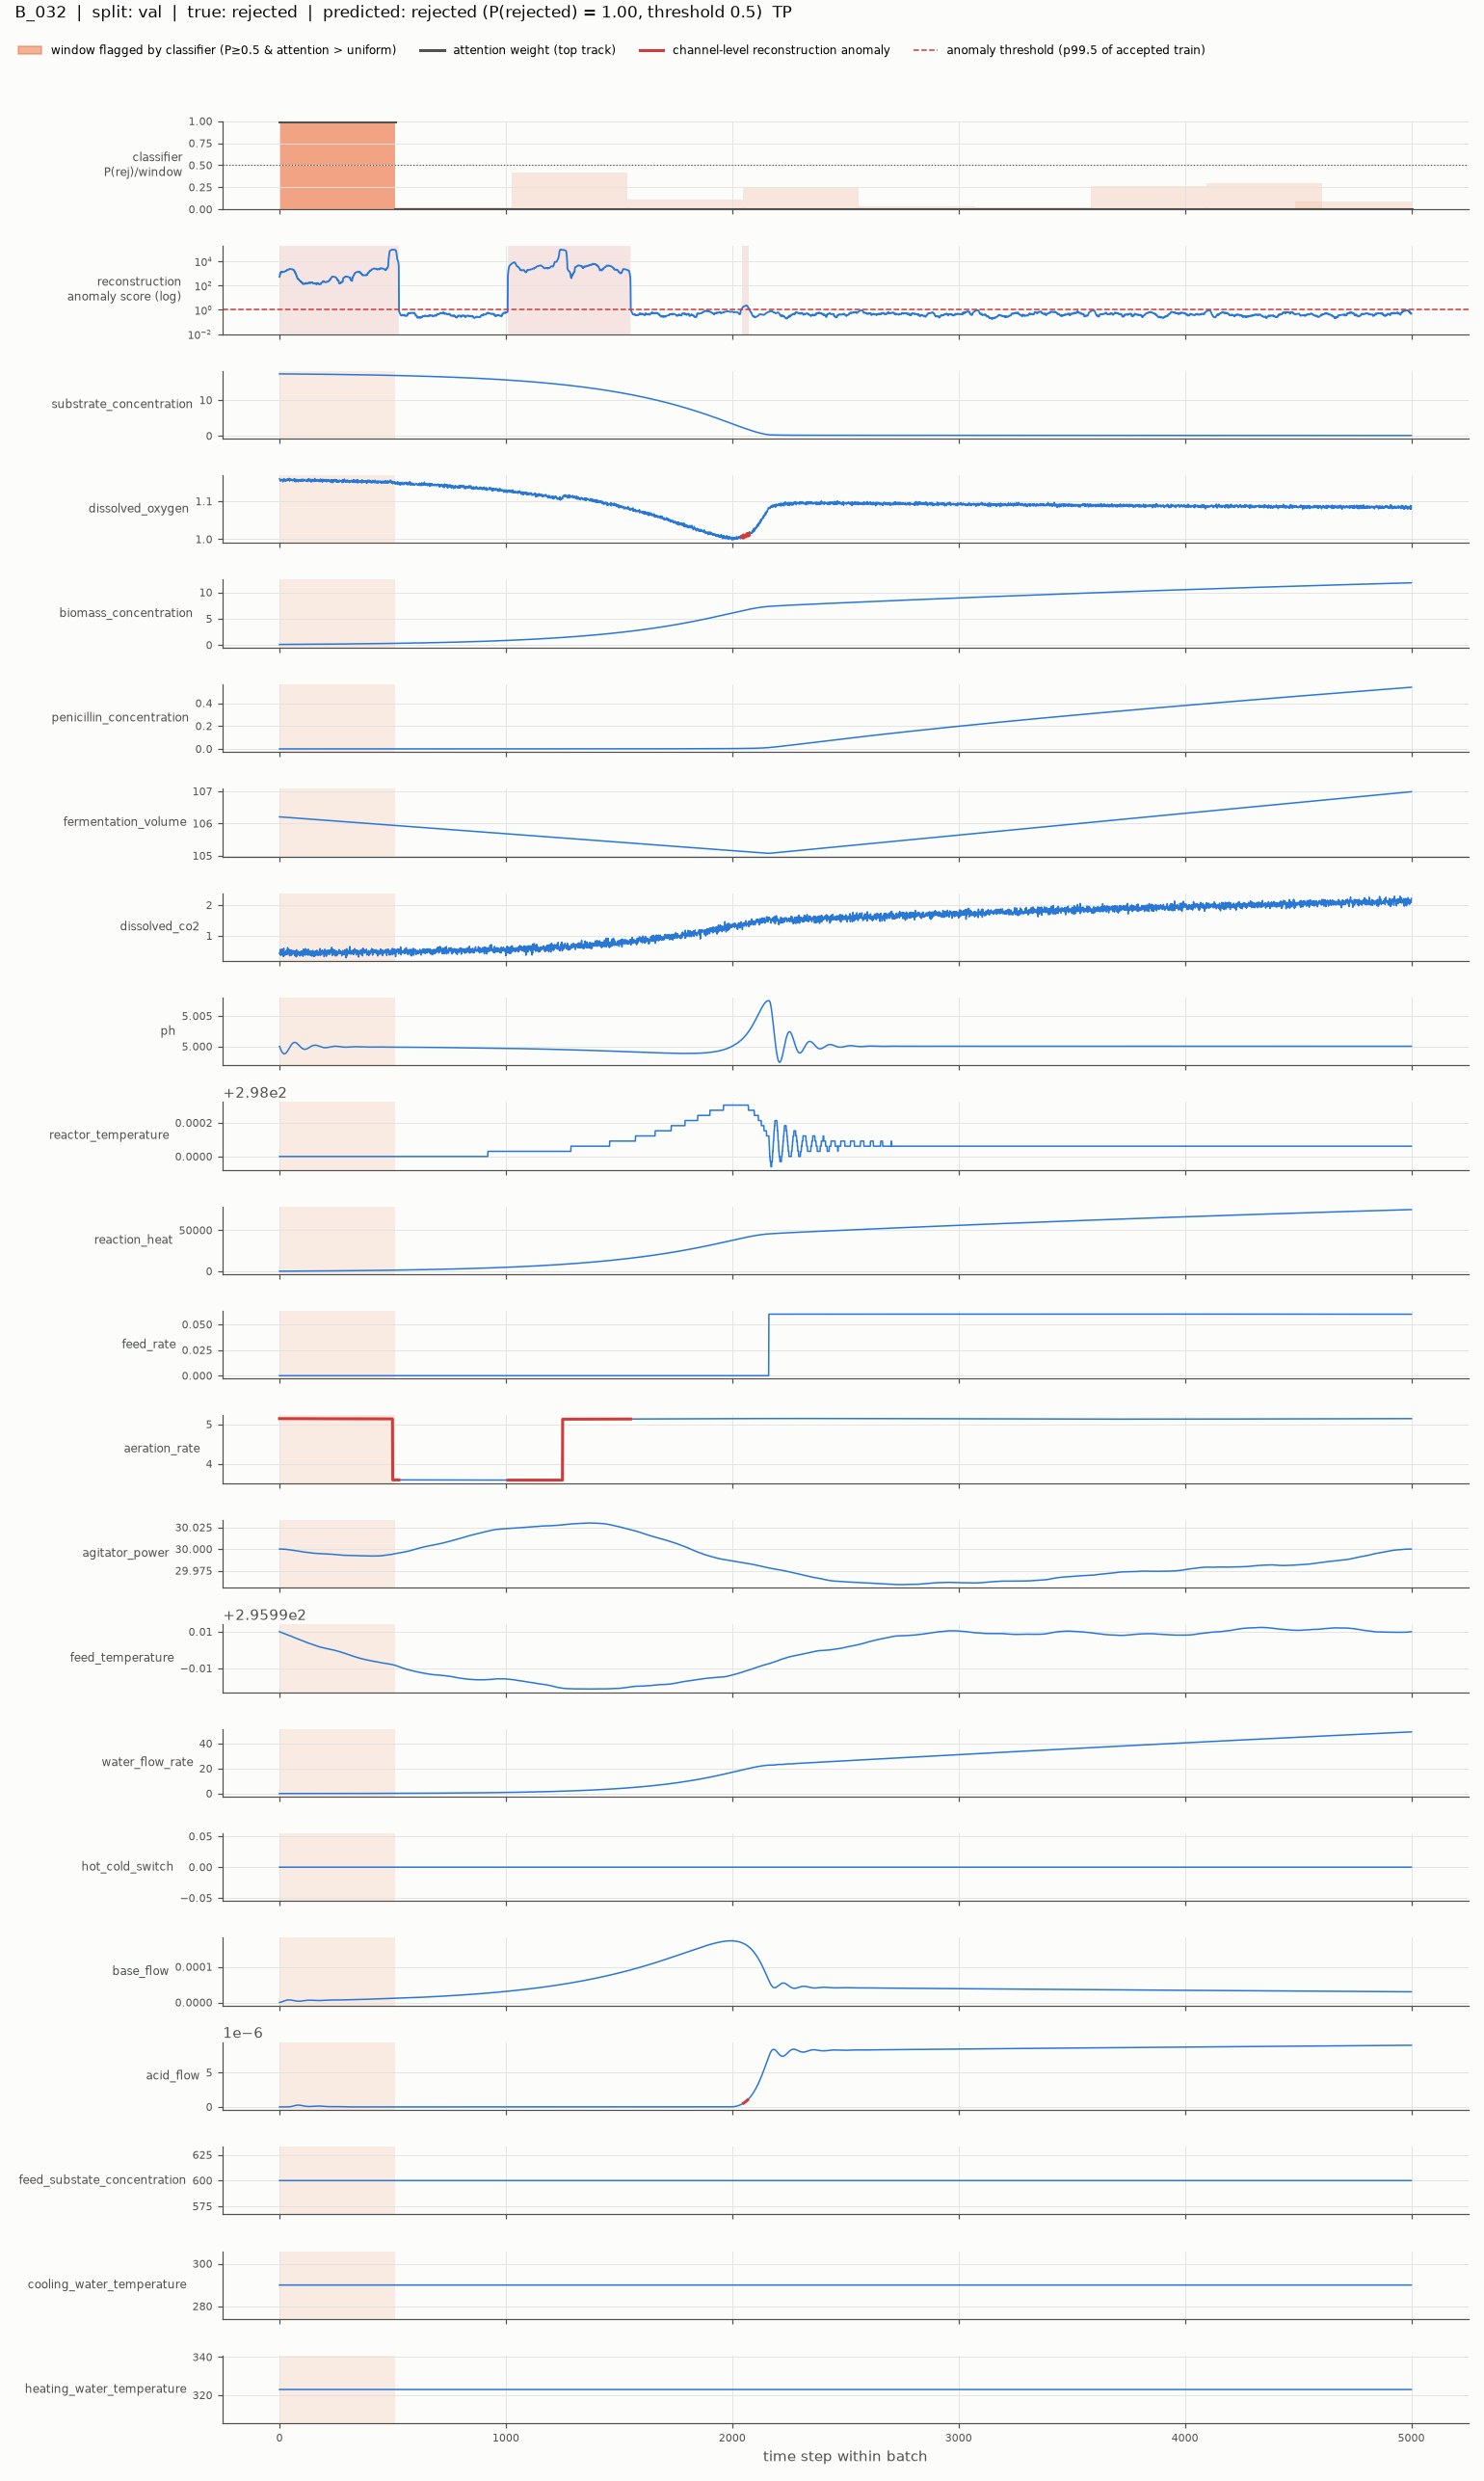 B_032 | split: val | true: rejected | predicted: rejected (P(rejected) = 1.00, threshold 0.5) TP
window flagged by classifier (P≥0.5 & attention > uniform) attention weight (top track) channel-level reconstruction anomaly anomaly threshold (p99.5 of accepted train)
classifier
P(rej)/window
1.00
0.75
0.50
0.25
0.00
reconstruction
anomaly score (log)
10⁴
10²
10⁰
10⁻²
substrate_concentration
10
0
dissolved_oxygen
1.1
1.0
biomass_concentration
10
5
0
penicillin_concentration
0.4
0.2
0.0
fermentation_volume
107
106
105
dissolved_co2
2
1
ph
5.005
5.000
+2.98e2
reactor_temperature
0.0002
0.0000
reaction_heat
50000
0
feed_rate
0.050
0.025
0.000
aeration_rate
5
4
agitator_power
30.025
30.000
29.975
+2.9599e2
feed_temperature
0.01
−0.01
water_flow_rate
40
20
0
hot_cold_switch
0.05
0.00
−0.05
base_flow
0.0001
0.0000
1e−6
acid_flow
5
0
feed_substate_concentration
625
600
575
cooling_water_temperature
300
280
heating_water_temperature
340
320
0 1000 2000 3000 4000 5000
time step within batch